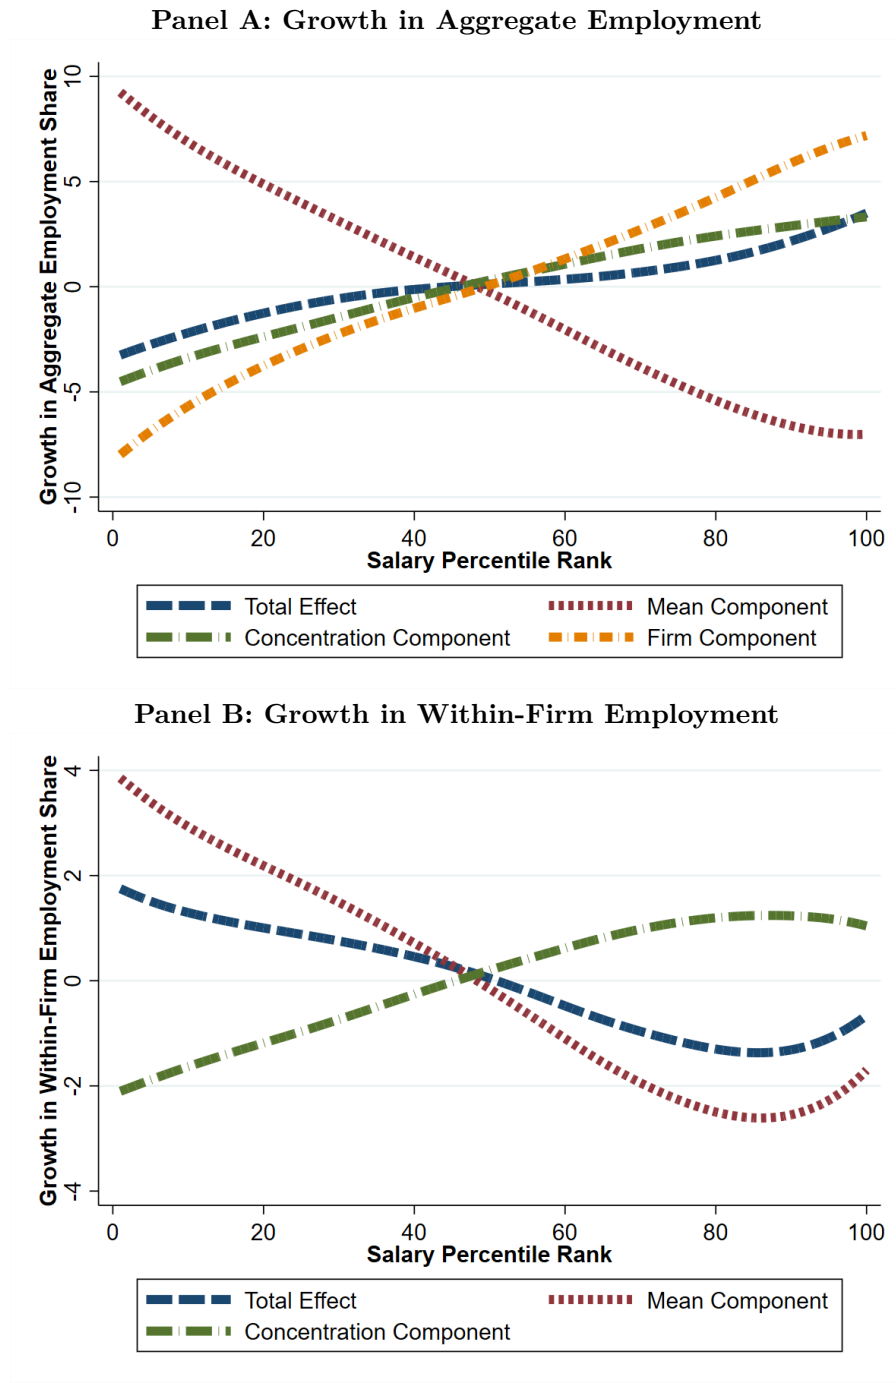 Panel A: Growth in Aggregate Employment
Growth in Aggregate Employment Share
10
5
0
-5
-10
0 20 40 60 80 100
Salary Percentile Rank
Total Effect Mean Component
Concentration Component Firm Component
Panel B: Growth in Within-Firm Employment
Growth in Within-Firm Employment Share
4
2
0
-2
-4
0 20 40 60 80 100
Salary Percentile Rank
Total Effect Mean Component
Concentration Component